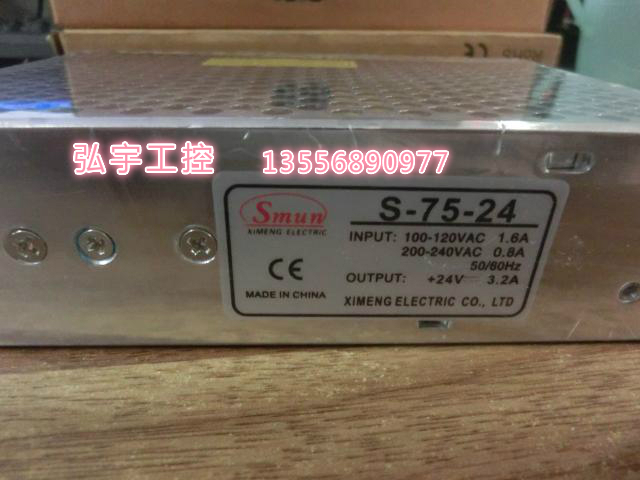 弘宇工控 13556890977
Smun
XIMENG ELECTRIC
S-75-24
INPUT: 100-120VAC 1.6A
200-240VAC 0.8A
50/60Hz
OUTPUT: +24V 3.2A
CE
MADE IN CHINA
XIMENG ELECTRIC CO., LTD